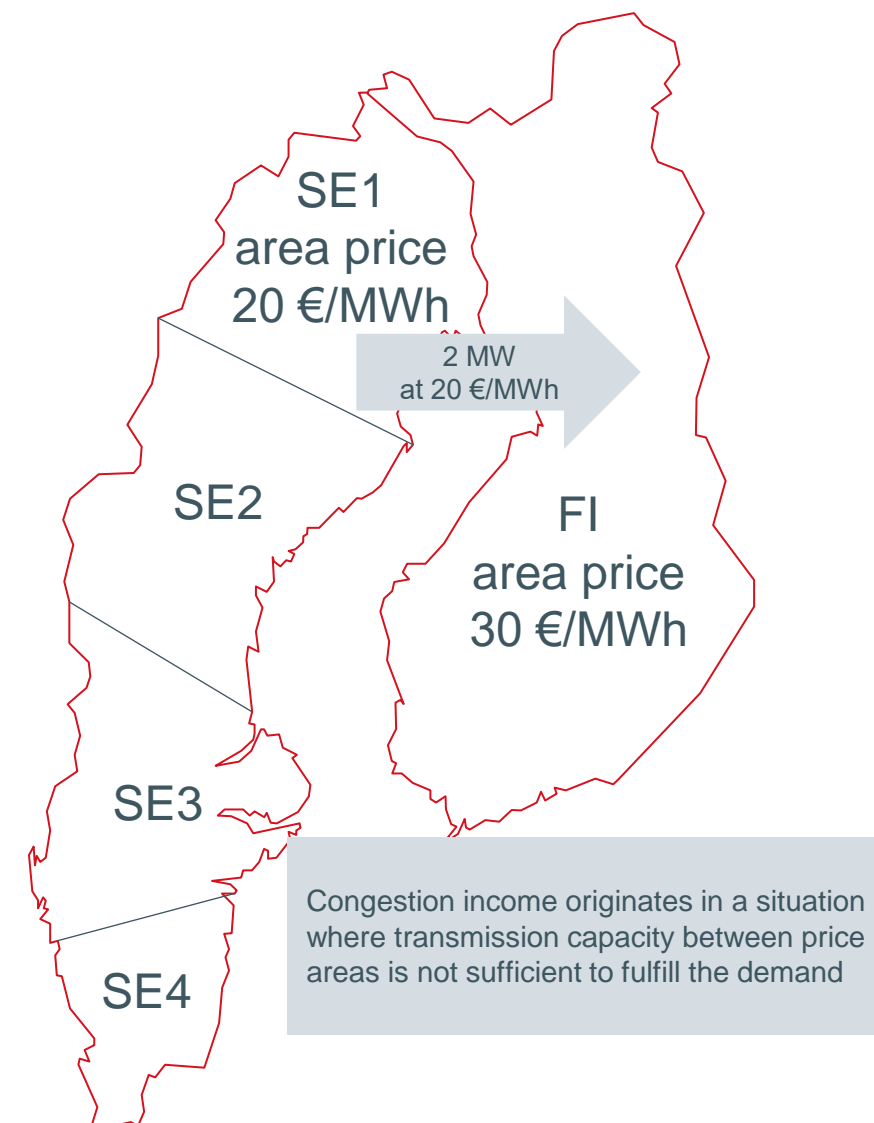 SE1
area price
20 €/MWh
2 MW
at 20 €/MWh
SE2
FI
area price
30 €/MWh
SE3
Congestion income originates in a situation
where transmission capacity between price
areas is not sufficient to fulfill the demand
SE4